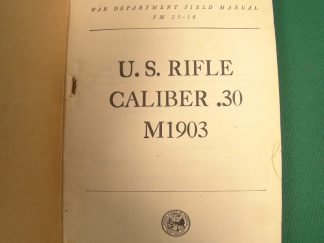 WAR DEPARTMENT FIELD MANUAL
FM 23-10
U. S. RIFLE
CALIBER .30
M1903